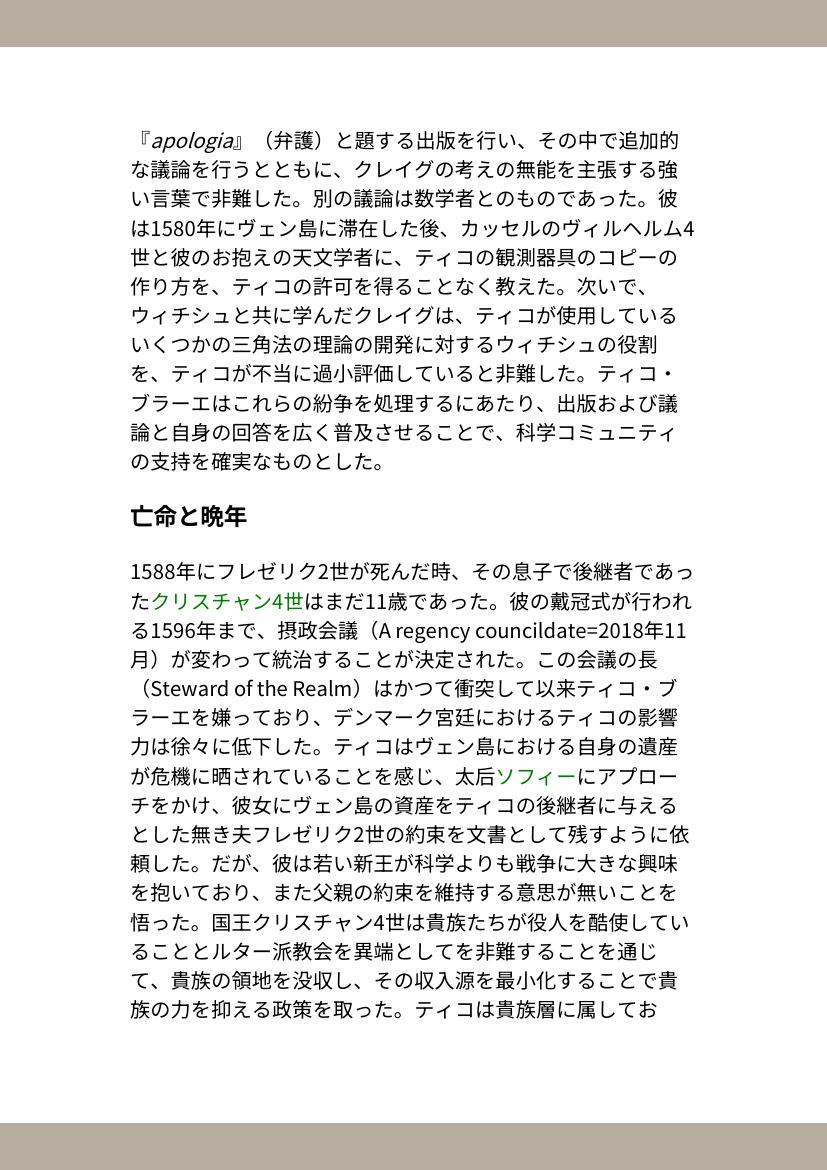 『apologia』（弁護）と題する出版を行い、その中で追加的
な議論を行うとともに、クレイグの考えの無能を主張する強
い言葉で非難した。別の議論は数学者とのものであった。彼
は1580年にヴェン島に滞在した後、カッセルのヴィルヘルム4
世と彼のお抱えの天文学者に、ティコの観測器具のコピーの
作り方を、ティコの許可を得ることなく教えた。次いで、
ウィチシュと共に学んだクレイグは、ティコが使用している
いくつかの三角法の理論の開発に対するウィチシュの役割
を、ティコが不当に過小評価していると非難した。ティコ・
ブラーエはこれらの紛争を処理するにあたり、出版および議
論と自身の回答を広く普及させることで、科学コミュニティ
の支持を確実なものとした。
亡命と晩年
1588年にフレゼリク2世が死んだ時、その息子で後継者であっ
たクリスチャン4世はまだ11歳であった。彼の戴冠式が行われ
る1596年まで、摂政会議（A regency councildate=2018年11
月）が変わって統治することが決定された。この会議の長
（Steward of the Realm）はかつて衝突して以来ティコ・ブ
ラーエを嫌っており、デンマーク宮廷におけるティコの影響
力は徐々に低下した。ティコはヴェン島における自身の遺産
が危機に晒されていることを感じ、太后ソフィーにアプロー
チをかけ、彼女にヴェン島の資産をティコの後継者に与える
とした無き夫フレゼリク2世の約束を文書として残すように依
頼した。だが、彼は若い新王が科学よりも戦争に大きな興味
を抱いており、また父親の約束を維持する意思が無いことを
悟った。国王クリスチャン4世は貴族たちが役人を酷使してい
ることとルター派教会を異端としてを非難することを通じ
て、貴族の領地を没収し、その収入源を最小化することで貴
族の力を抑える政策を取った。ティコは貴族層に属してお